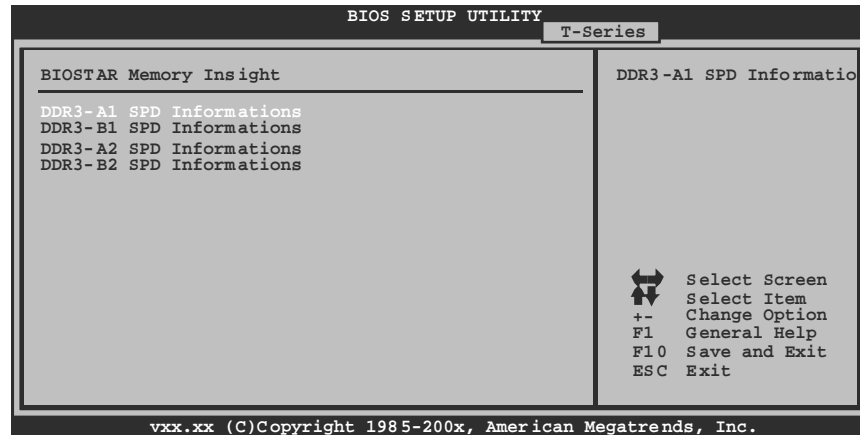 BIOS SETUP UTILITY
T-Series
BIOSTAR Memory Insight
DDR3-A1 SPD Informations
DDR3-B1 SPD Informations
DDR3-A2 SPD Informations
DDR3-B2 SPD Informations
DDR3-A1 SPD Informatio
Select Screen
Select Item
+- Change Option
F1 General Help
F10 Save and Exit
ESC Exit
vxx.xx (C)Copyright 1985-200x, American Megatrends, Inc.